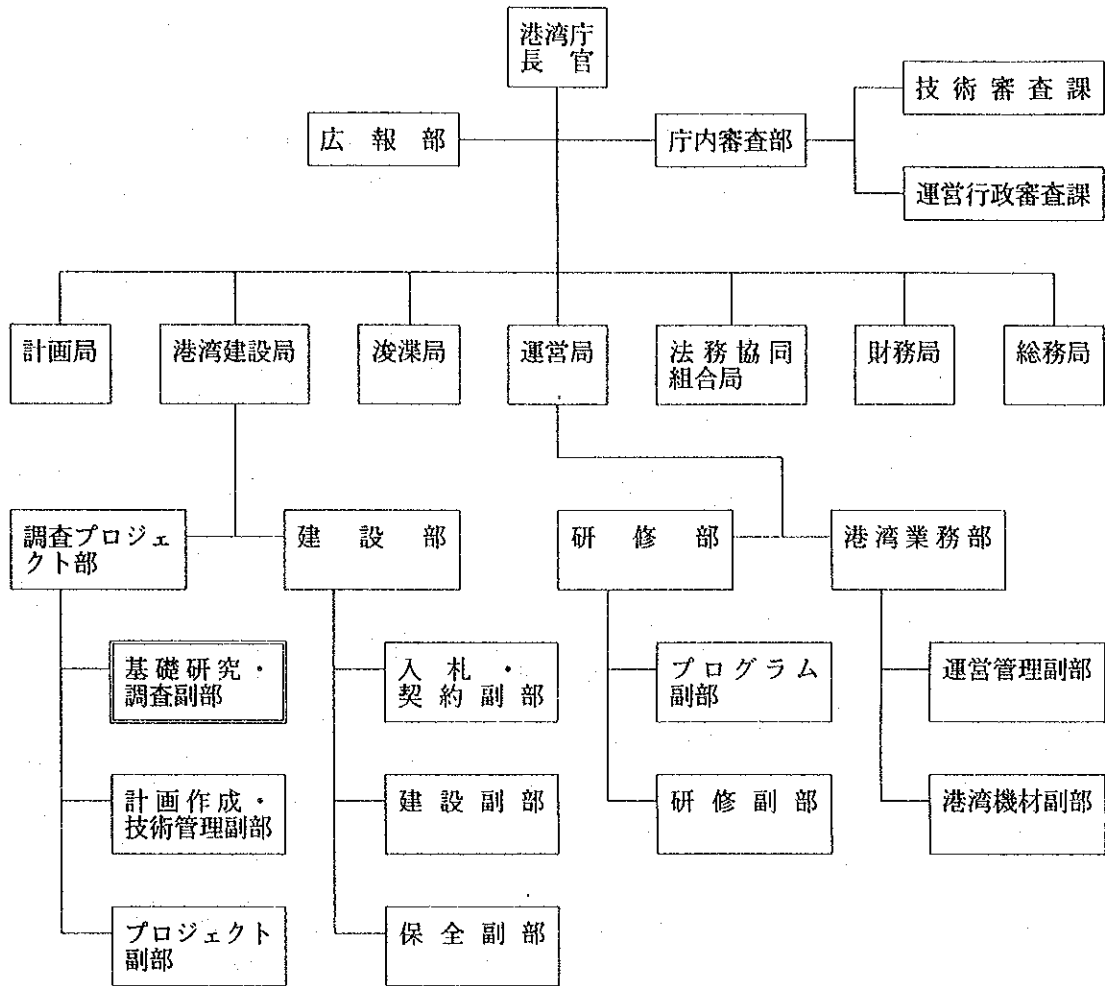 港湾庁
長官
技術審査課
広報部
庁内審査部
運営行政審査課
計画局
港湾建設局
浚渫局
運営局
法務協同
組合局
財務局
総務局
調査プロジェ
クト部
建設部
研修部
港湾業務部
基礎研究・
調査副部
入札・
契約副部
プログラム
副部
運営管理副部
計画作成・
技術管理副部
建設副部
研修副部
港湾機材副部
プロジェクト
副部
保全副部